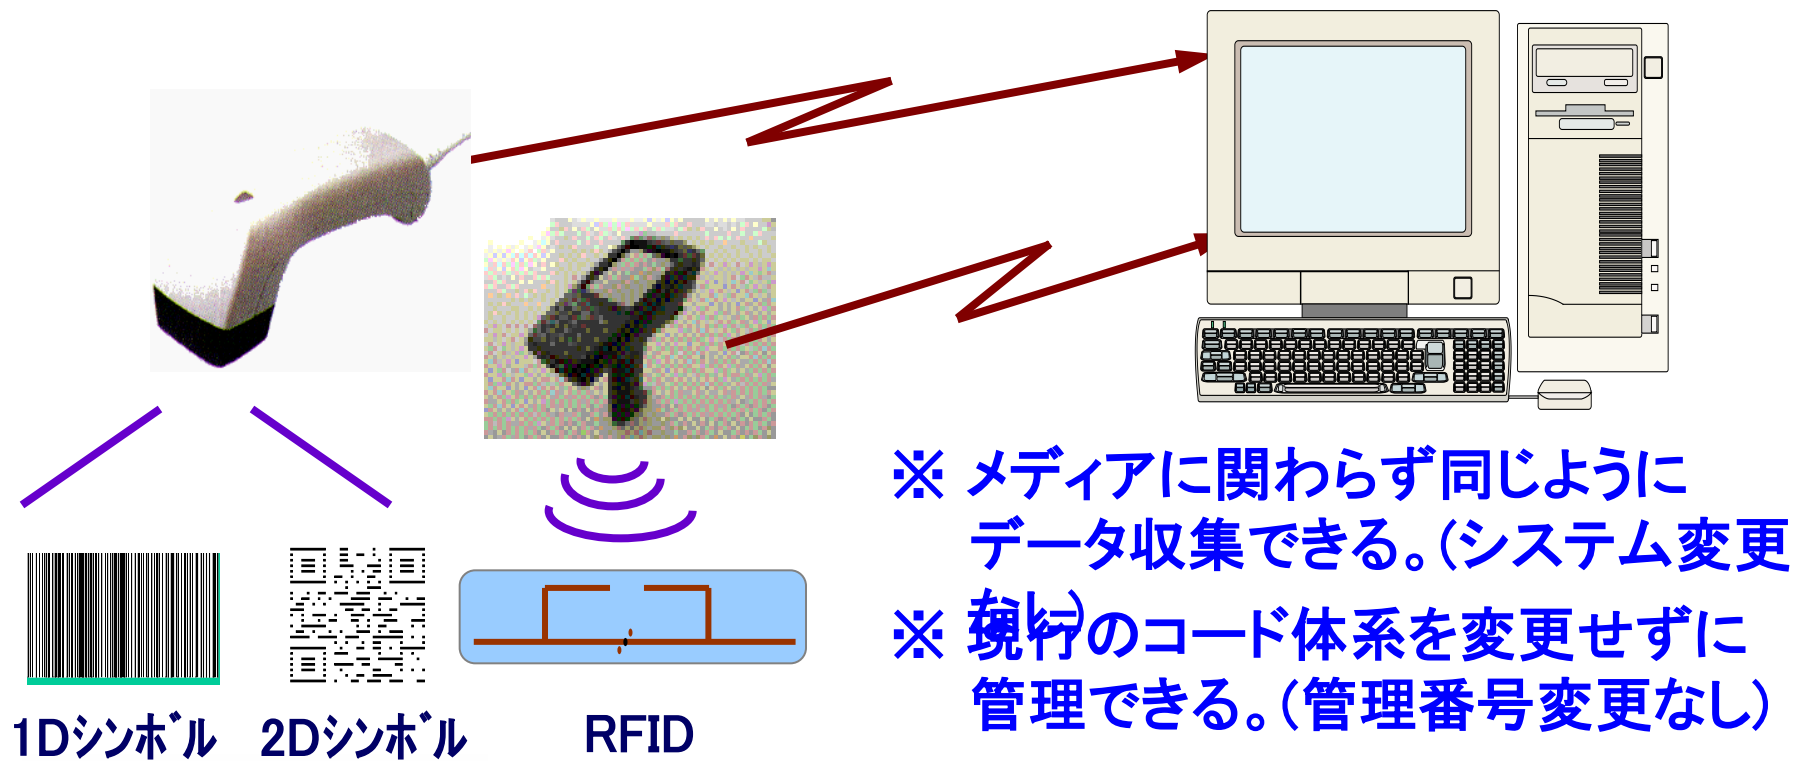 ※ メディアに関わらず同じように
データ収集できる。(システム変更
なし)
※ 現行のコード体系を変更せずに
管理できる。(管理番号変更なし)
1Dシンボル 2Dシンボル RFID